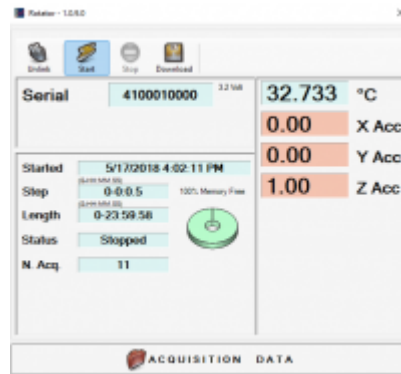 Rotator - 1.0.9.0
Unlink Start Stop Download
Serial 4100010000 3.2 Volt
32.733 °C
0.00 X Acc
0.00 Y Acc
1.00 Z Acc
Started 5/17/2018 4:02:11 PM
Step 0-0:0.5 100% Memory Free
Length 0-23:59:58
Status Stopped
N. Acq. 11
ACQUISITION DATA